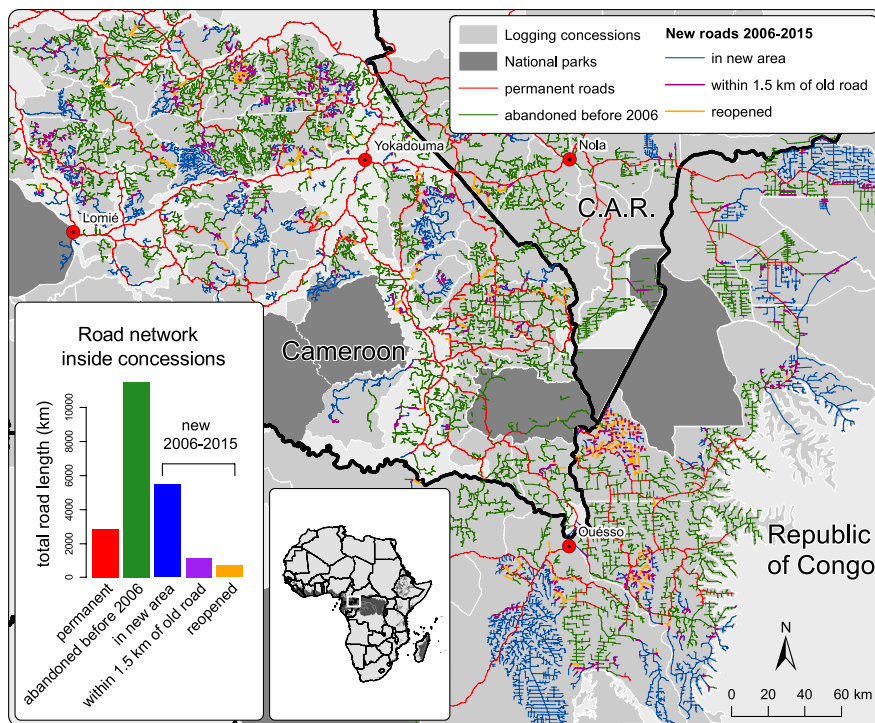 Logging concessions
National parks
permanent roads
abandoned before 2006
New roads 2006-2015
in new area
within 1.5 km of old road
reopened
Yokadouma
Nola
C.A.R.
Lomié
Cameroon
Ouésso
Republic
of Congo
Road network
inside concessions
new
2006-2015
total road length (km)
0
2000
4000
6000
8000
10000
permanent
abandoned before 2006
in new area
within 1.5 km of old road
reopened
N
0 20 40 60 km